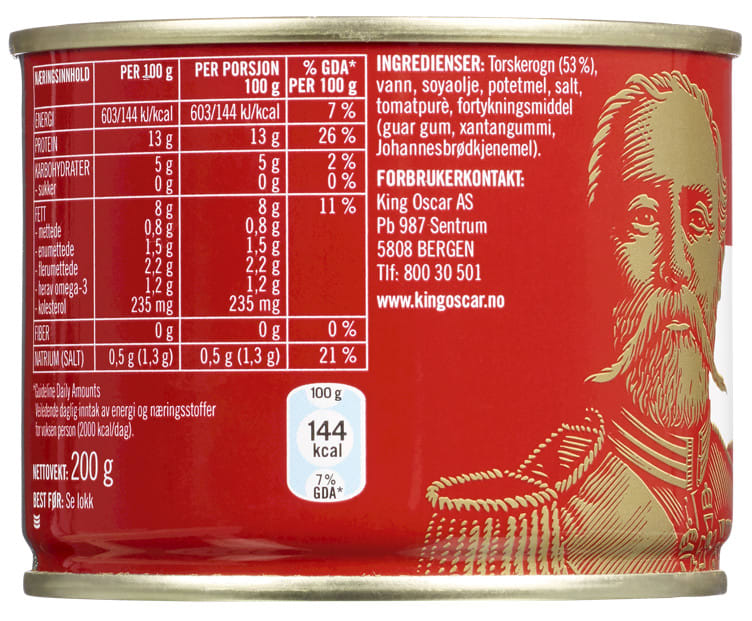 NÆRINGSINNHOLD PER 100 g PER PORSJON 100 g % GDA* PER 100 g
ENERGI 603/144 kJ/kcal 603/144 kJ/kcal 7 %
PROTEIN 13 g 13 g 26 %
KARBOHYDRATER 5 g 5 g 2 %
- sukker 0 g 0 g 0 %
FETT 8 g 8 g 11 %
- mettede 0,8 g 0,8 g
- enumettede 1,5 g 1,5 g
- flerumettede 2,2 g 2,2 g
- herav omega-3 1,2 g 1,2 g
- kolesterol 235 mg 235 mg
FIBER 0 g 0 g 0 %
NATRIUM (SALT) 0,5 g (1,3 g) 0,5 g (1,3 g) 21 %
*Guideline Daily Amounts
Veiledende daglig inntak av energi og næringsstoffer
for voksen person (2000 kcal/dag).
NETTOVEKT: 200 g
BEST FØR: Se lokk
100 g
144
kcal
7 %
GDA*
INGREDIENSER: Torskerogn (53 %),
vann, soyaolje, potetmel, salt,
tomatpurè, fortykningsmiddel
(guar gum, xantangummi,
Johannesbrødkjenemel).
FORBRUKERKONTAKT:
King Oscar AS
Pb 987 Sentrum
5808 BERGEN
Tlf: 800 30 501
www.kingoscar.no